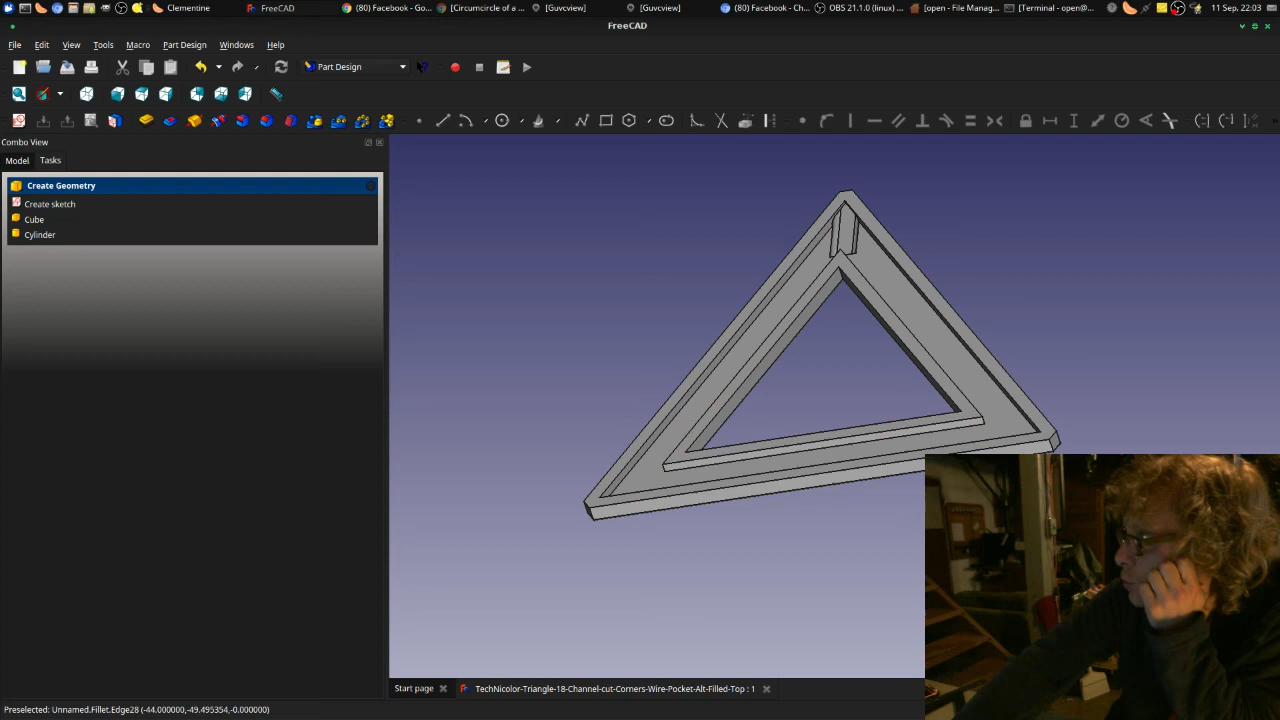 Clementine
FreeCAD
(80) Facebook - Go...
[Circumcircle of a ...
[Guvcview]
[Guvcview]
(80) Facebook - Ch...
OBS 21.1.0 (linux) ...
[open - File Manag...
[Terminal - open@...
11 Sep, 22:03
FreeCAD
File Edit View Tools Macro Part Design Windows Help
Part Design
Combo View
Model Tasks
Create Geometry
Create sketch
Cube
Cylinder
Start page
TechNicolor-Triangle-18-Channel-cut-Corners-Wire-Pocket-Alt-Filled-Top : 1
Preselected: Unnamed.Fillet.Edge28 (-44.000000,-49.495354,-0.000000)